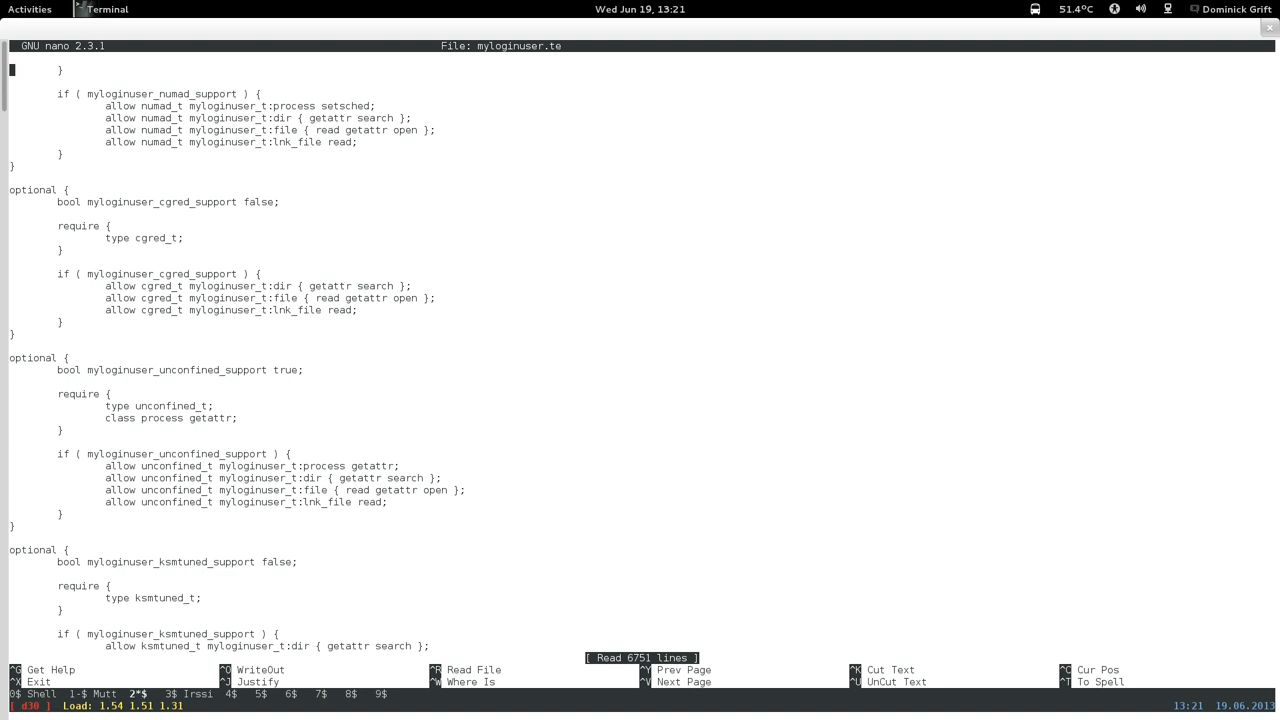 Activities Terminal Wed Jun 19, 13:21 51.4°C Dominick Grift
GNU nano 2.3.1 File: myloginuser.te
}
if ( myloginuser_numad_support ) {
allow numad_t myloginuser_t:process setsched;
allow numad_t myloginuser_t:dir { getattr search };
allow numad_t myloginuser_t:file { read getattr open };
allow numad_t myloginuser_t:lnk_file read;
}
}
optional {
bool myloginuser_cgred_support false;
require {
type cgred_t;
}
if ( myloginuser_cgred_support ) {
allow cgred_t myloginuser_t:dir { getattr search };
allow cgred_t myloginuser_t:file { read getattr open };
allow cgred_t myloginuser_t:lnk_file read;
}
}
optional {
bool myloginuser_unconfined_support true;
require {
type unconfined_t;
class process getattr;
}
if ( myloginuser_unconfined_support ) {
allow unconfined_t myloginuser_t:process getattr;
allow unconfined_t myloginuser_t:dir { getattr search };
allow unconfined_t myloginuser_t:file { read getattr open };
allow unconfined_t myloginuser_t:lnk_file read;
}
}
optional {
bool myloginuser_ksmtuned_support false;
require {
type ksmtuned_t;
}
if ( myloginuser_ksmtuned_support ) {
allow ksmtuned_t myloginuser_t:dir { getattr search };
[ Read 6751 lines ]
^G Get Help ^O WriteOut ^R Read File ^Y Prev Page ^K Cut Text ^C Cur Pos
^X Exit ^J Justify ^W Where Is ^V Next Page ^U UnCut Text ^T To Spell
0$ Shell 1-$ Mutt 2*$ 3$ Irssi 4$ 5$ 6$ 7$ 8$ 9$
[ d30 ] Load: 1.54 1.51 1.31 13:21 19.06.2013